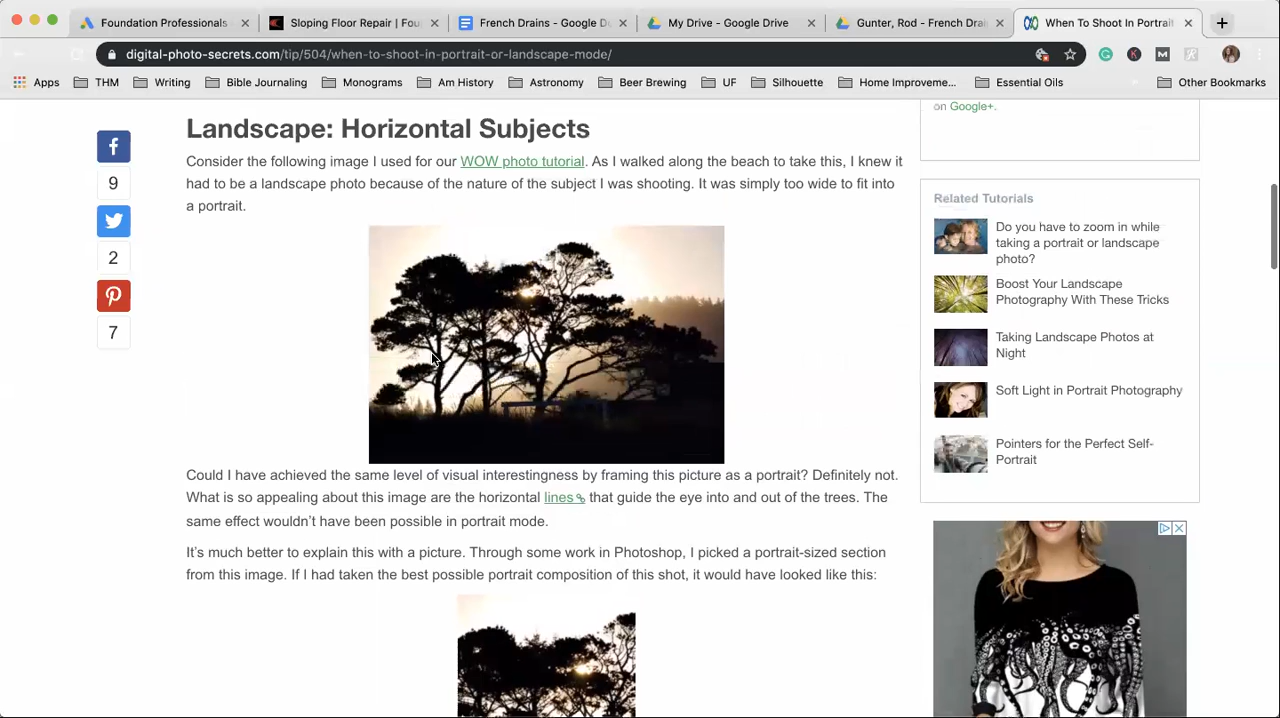 Foundation Professionals
Sloping Floor Repair | Fou
French Drains - Google D
My Drive - Google Drive
Gunter, Rod - French Drai
When To Shoot In Portrait
digital-photo-secrets.com/tip/504/when-to-shoot-in-portrait-or-landscape-mode/
Apps
THM
Writing
Bible Journaling
Monograms
Am History
Astronomy
Beer Brewing
UF
Silhouette
Home Improveme...
Essential Oils
Other Bookmarks
on Google+.
Landscape: Horizontal Subjects
Consider the following image I used for our WOW photo tutorial. As I walked along the beach to take this, I knew it
had to be a landscape photo because of the nature of the subject I was shooting. It was simply too wide to fit into
a portrait.
9
2
7
Related Tutorials
Do you have to zoom in while
taking a portrait or landscape
photo?
Boost Your Landscape
Photography With These Tricks
Taking Landscape Photos at
Night
Soft Light in Portrait Photography
Pointers for the Perfect Self-
Portrait
Could I have achieved the same level of visual interestingness by framing this picture as a portrait? Definitely not.
What is so appealing about this image are the horizontal lines that guide the eye into and out of the trees. The
same effect wouldn't have been possible in portrait mode.
It's much better to explain this with a picture. Through some work in Photoshop, I picked a portrait-sized section
from this image. If I had taken the best possible portrait composition of this shot, it would have looked like this: